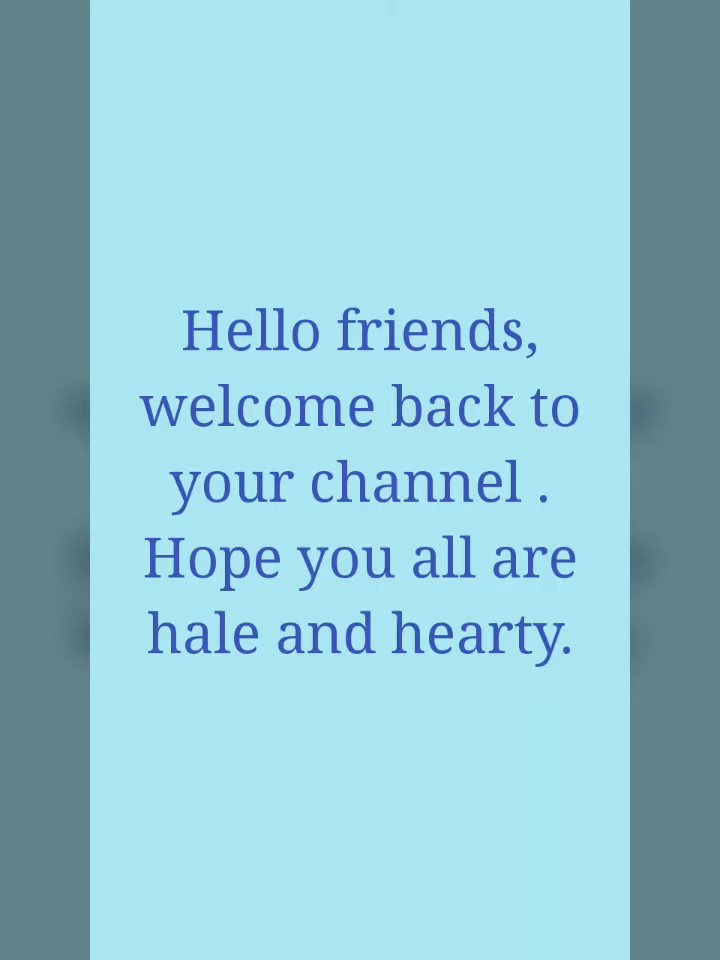 Hello friends,
welcome back to
your channel .
Hope you all are
hale and hearty.